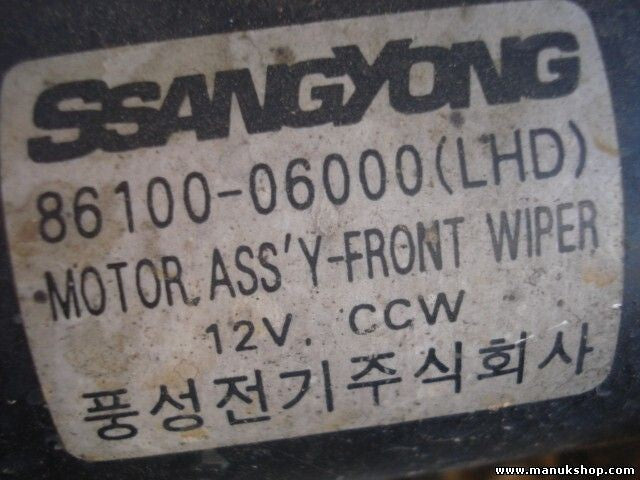 SSANGYONG
86100-06000(LHD)
MOTOR ASS'Y-FRONT WIPER
12V. CCW
풍성전기주식회사
www.manukshop.com